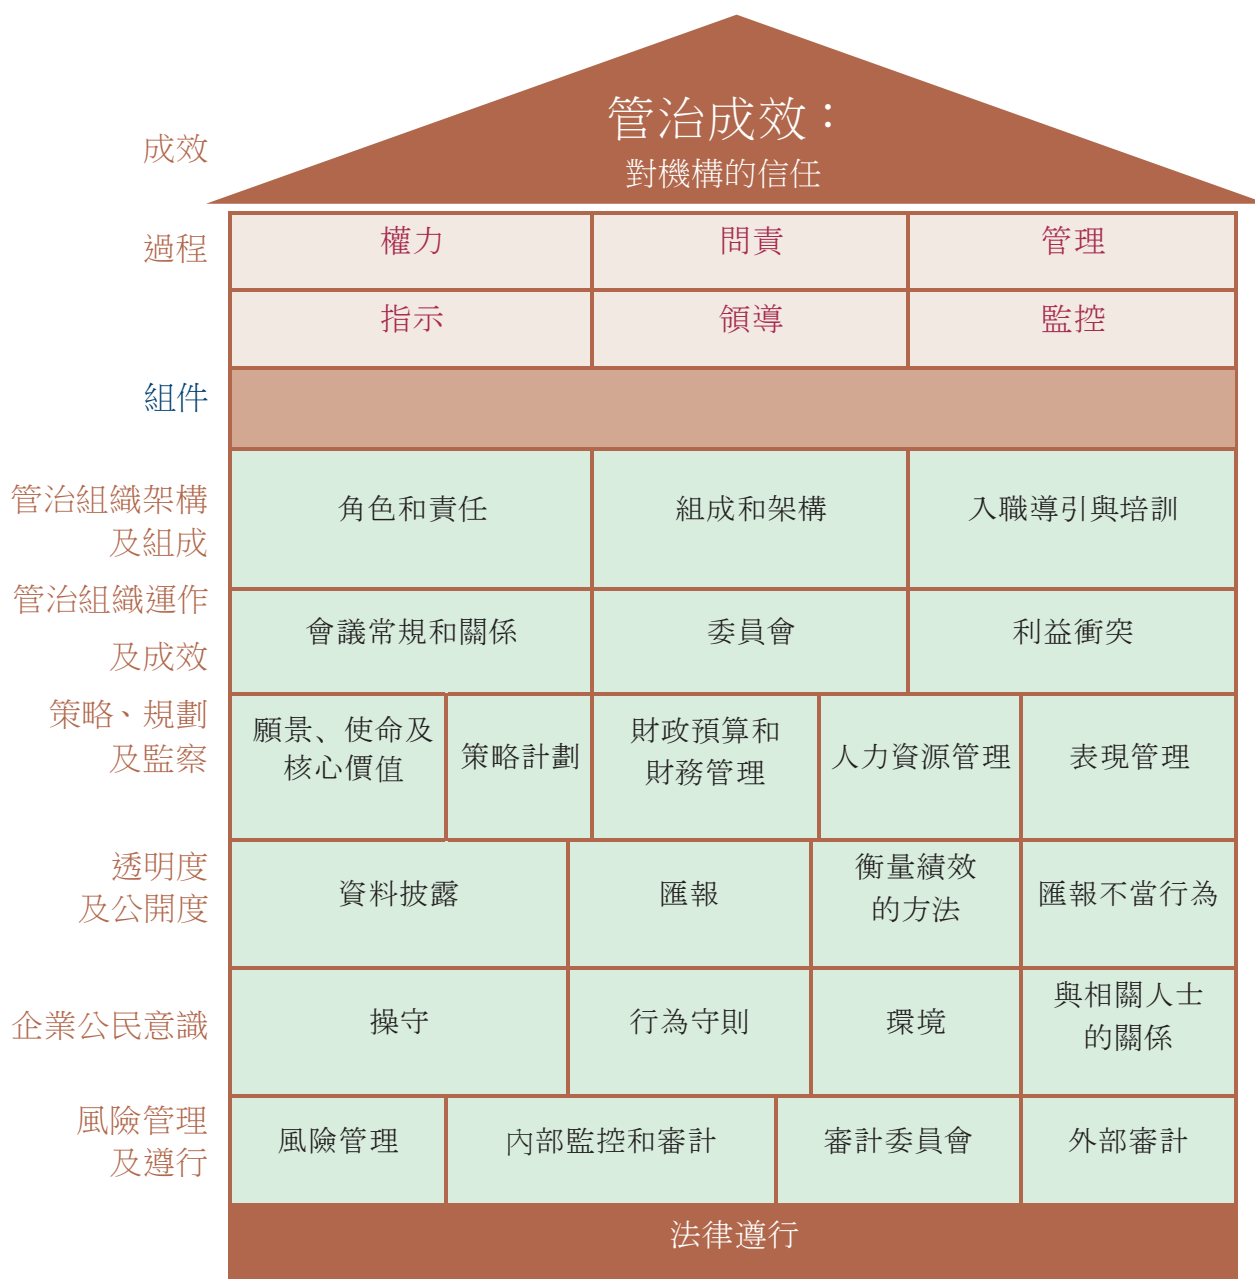 管治成效：
對機構的信任
成效
過程
權力
問責
管理
指示
領導
監控
組件
管治組織架構
及組成
角色和責任
組成和架構
入職導引與培訓
管治組織運作
及成效
會議常規和關係
委員會
利益衝突
策略、規劃
及監察
願景、使命及
核心價值
策略計劃
財政預算和
財務管理
人力資源管理
表現管理
透明度
及公開度
資料披露
匯報
衡量績效
的方法
匯報不當行為
企業公民意識
操守
行為守則
環境
與相關人士
的關係
風險管理
及遵行
風險管理
內部監控和審計
審計委員會
外部審計
法律遵行